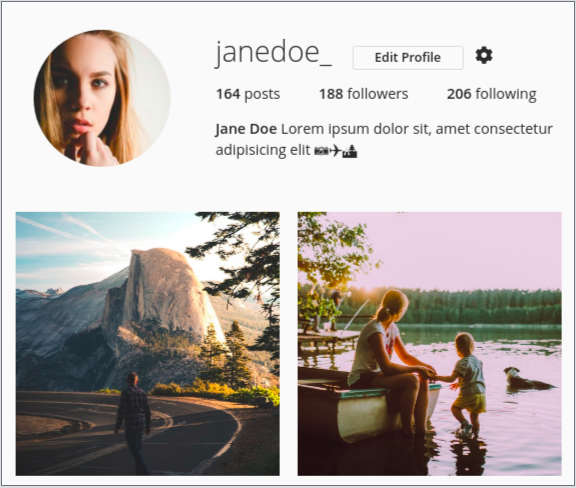 janedoe_ Edit Profile
164 posts 188 followers 206 following
Jane Doe Lorem ipsum dolor sit, amet consectetur
adipisicing elit 📷✈️🏕️